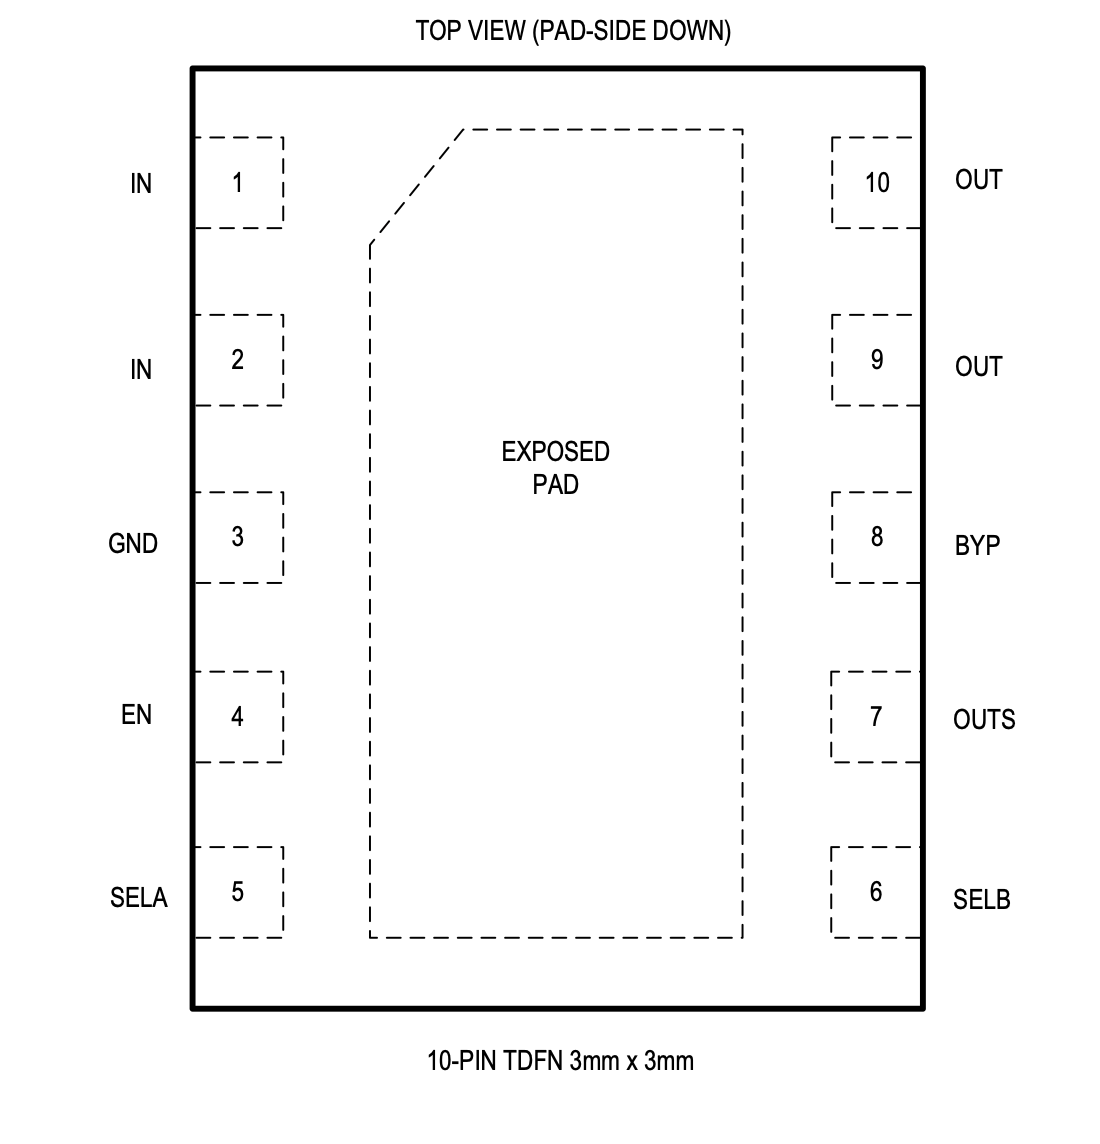 TOP VIEW (PAD-SIDE DOWN)
IN 1 10 OUT
IN 2 9 OUT
EXPOSED
PAD
GND 3 8 BYP
EN 4 7 OUTS
SELA 5 6 SELB
10-PIN TDFN 3mm x 3mm